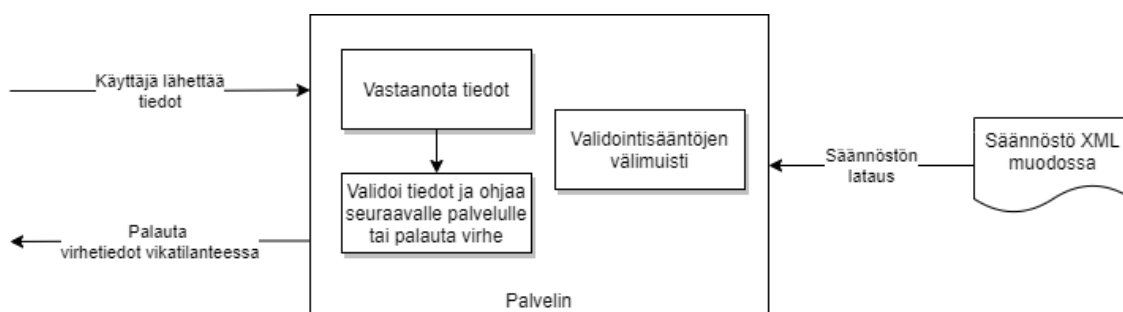 Käyttäjä lähettää
tiedot
Vastaanota tiedot
Validointisääntöjen
välimuisti
Säännöstön
lataus
Säännöstö XML
muodossa
Validoi tiedot ja ohjaa
seuraavalle palvelulle
tai palauta virhe
Palauta
virhetiedot vikatilanteessa
Palvelin